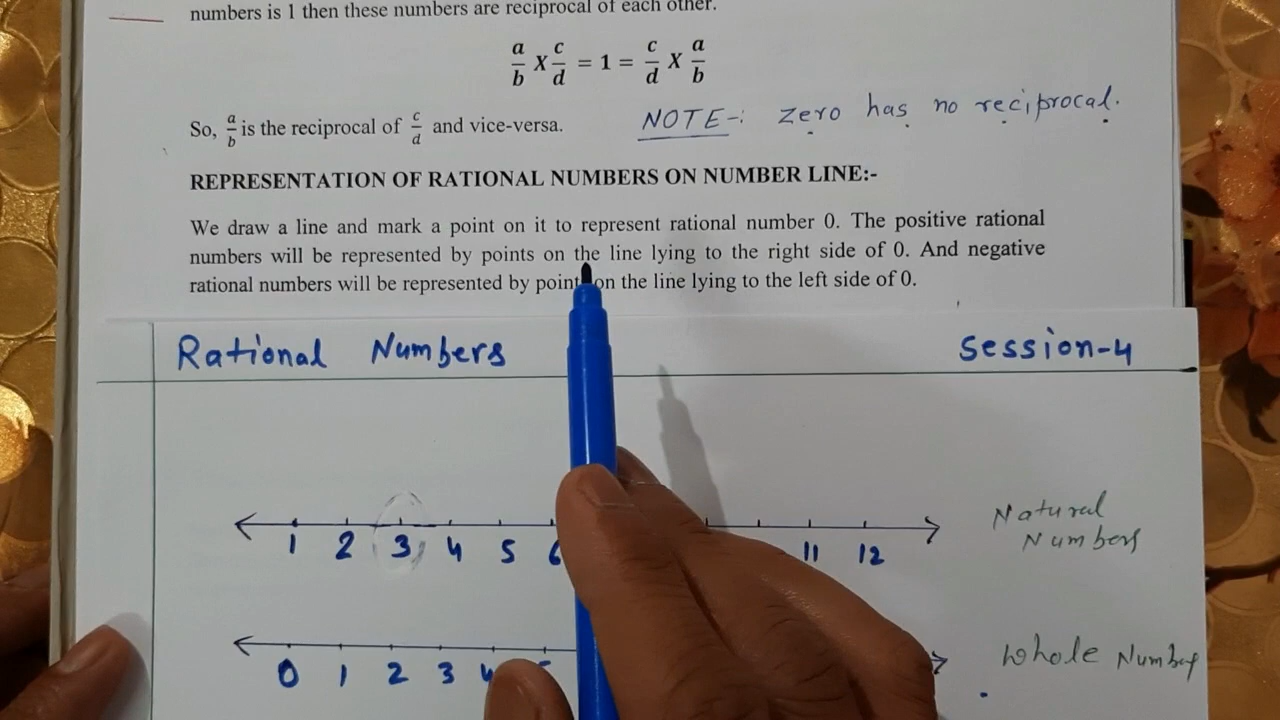 numbers is 1 then these numbers are reciprocal of each other.
a/b X c/d = 1 = c/d X a/b
So, a/b is the reciprocal of c/d and vice-versa. NOTE-: Zero has no reciprocal.
REPRESENTATION OF RATIONAL NUMBERS ON NUMBER LINE:-
We draw a line and mark a point on it to represent rational number 0. The positive rational
numbers will be represented by points on the line lying to the right side of 0. And negative
rational numbers will be represented by point on the line lying to the left side of 0.
Rational Numbers Session-4
1 2 3 4 5 6 11 12 Natural Numbers
0 1 2 3 4 Whole Number